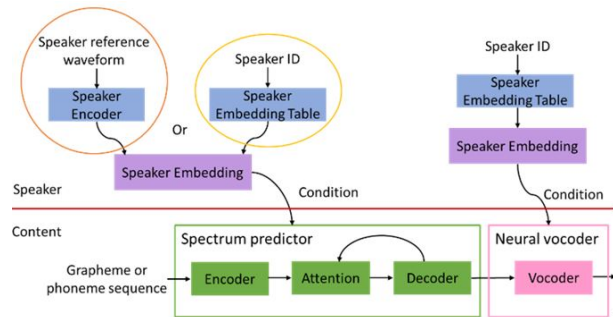 Speaker reference
waveform
Speaker
Encoder
Or
Speaker ID
Speaker
Embedding Table
Speaker Embedding
Condition
Speaker ID
Speaker
Embedding Table
Speaker Embedding
Condition
Speaker
Content
Spectrum predictor
Grapheme or
phoneme sequence
Encoder
Attention
Decoder
Neural vocoder
Vocoder